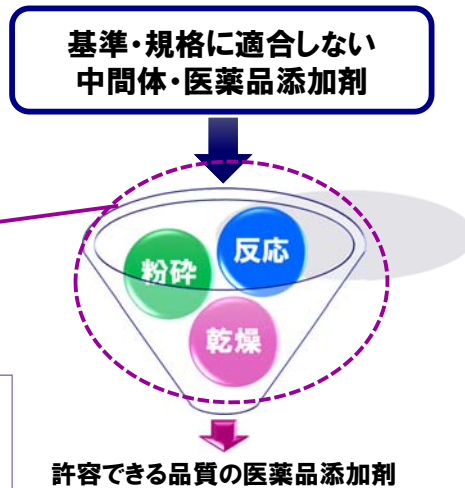 基準・規格に適合しない
中間体・医薬品添加剤
反応
粉砕
乾燥
許容できる品質の医薬品添加剤